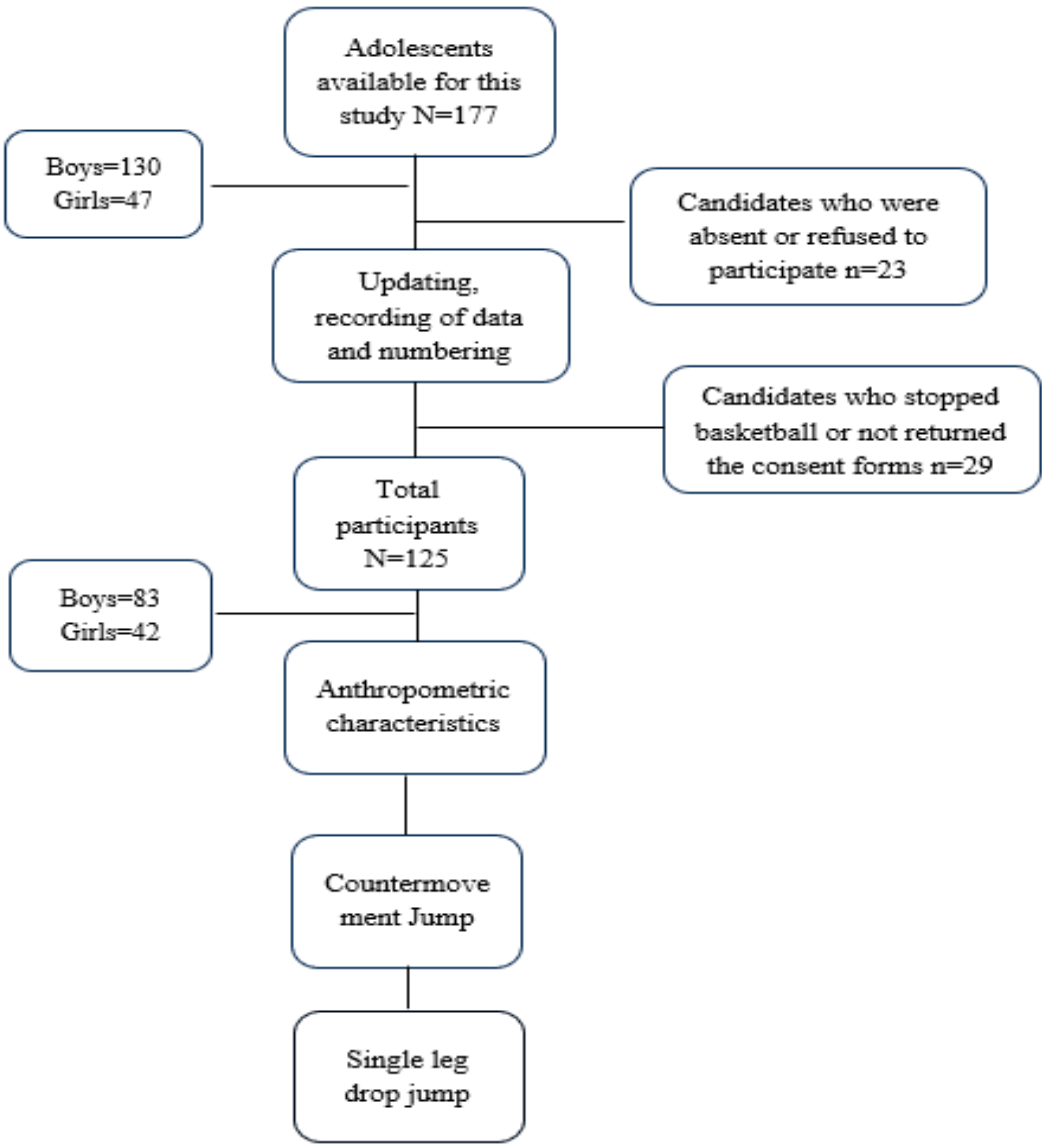 Adolescents
available for this
study N=177
Boys=130
Girls=47
Candidates who were
absent or refused to
participate n=23
Updating,
recording of data
and numbering
Candidates who stopped
basketball or not returned
the consent forms n=29
Total
participants
N=125
Boys=83
Girls=42
Anthropometric
characteristics
Countermove
ment Jump
Single leg
drop jump